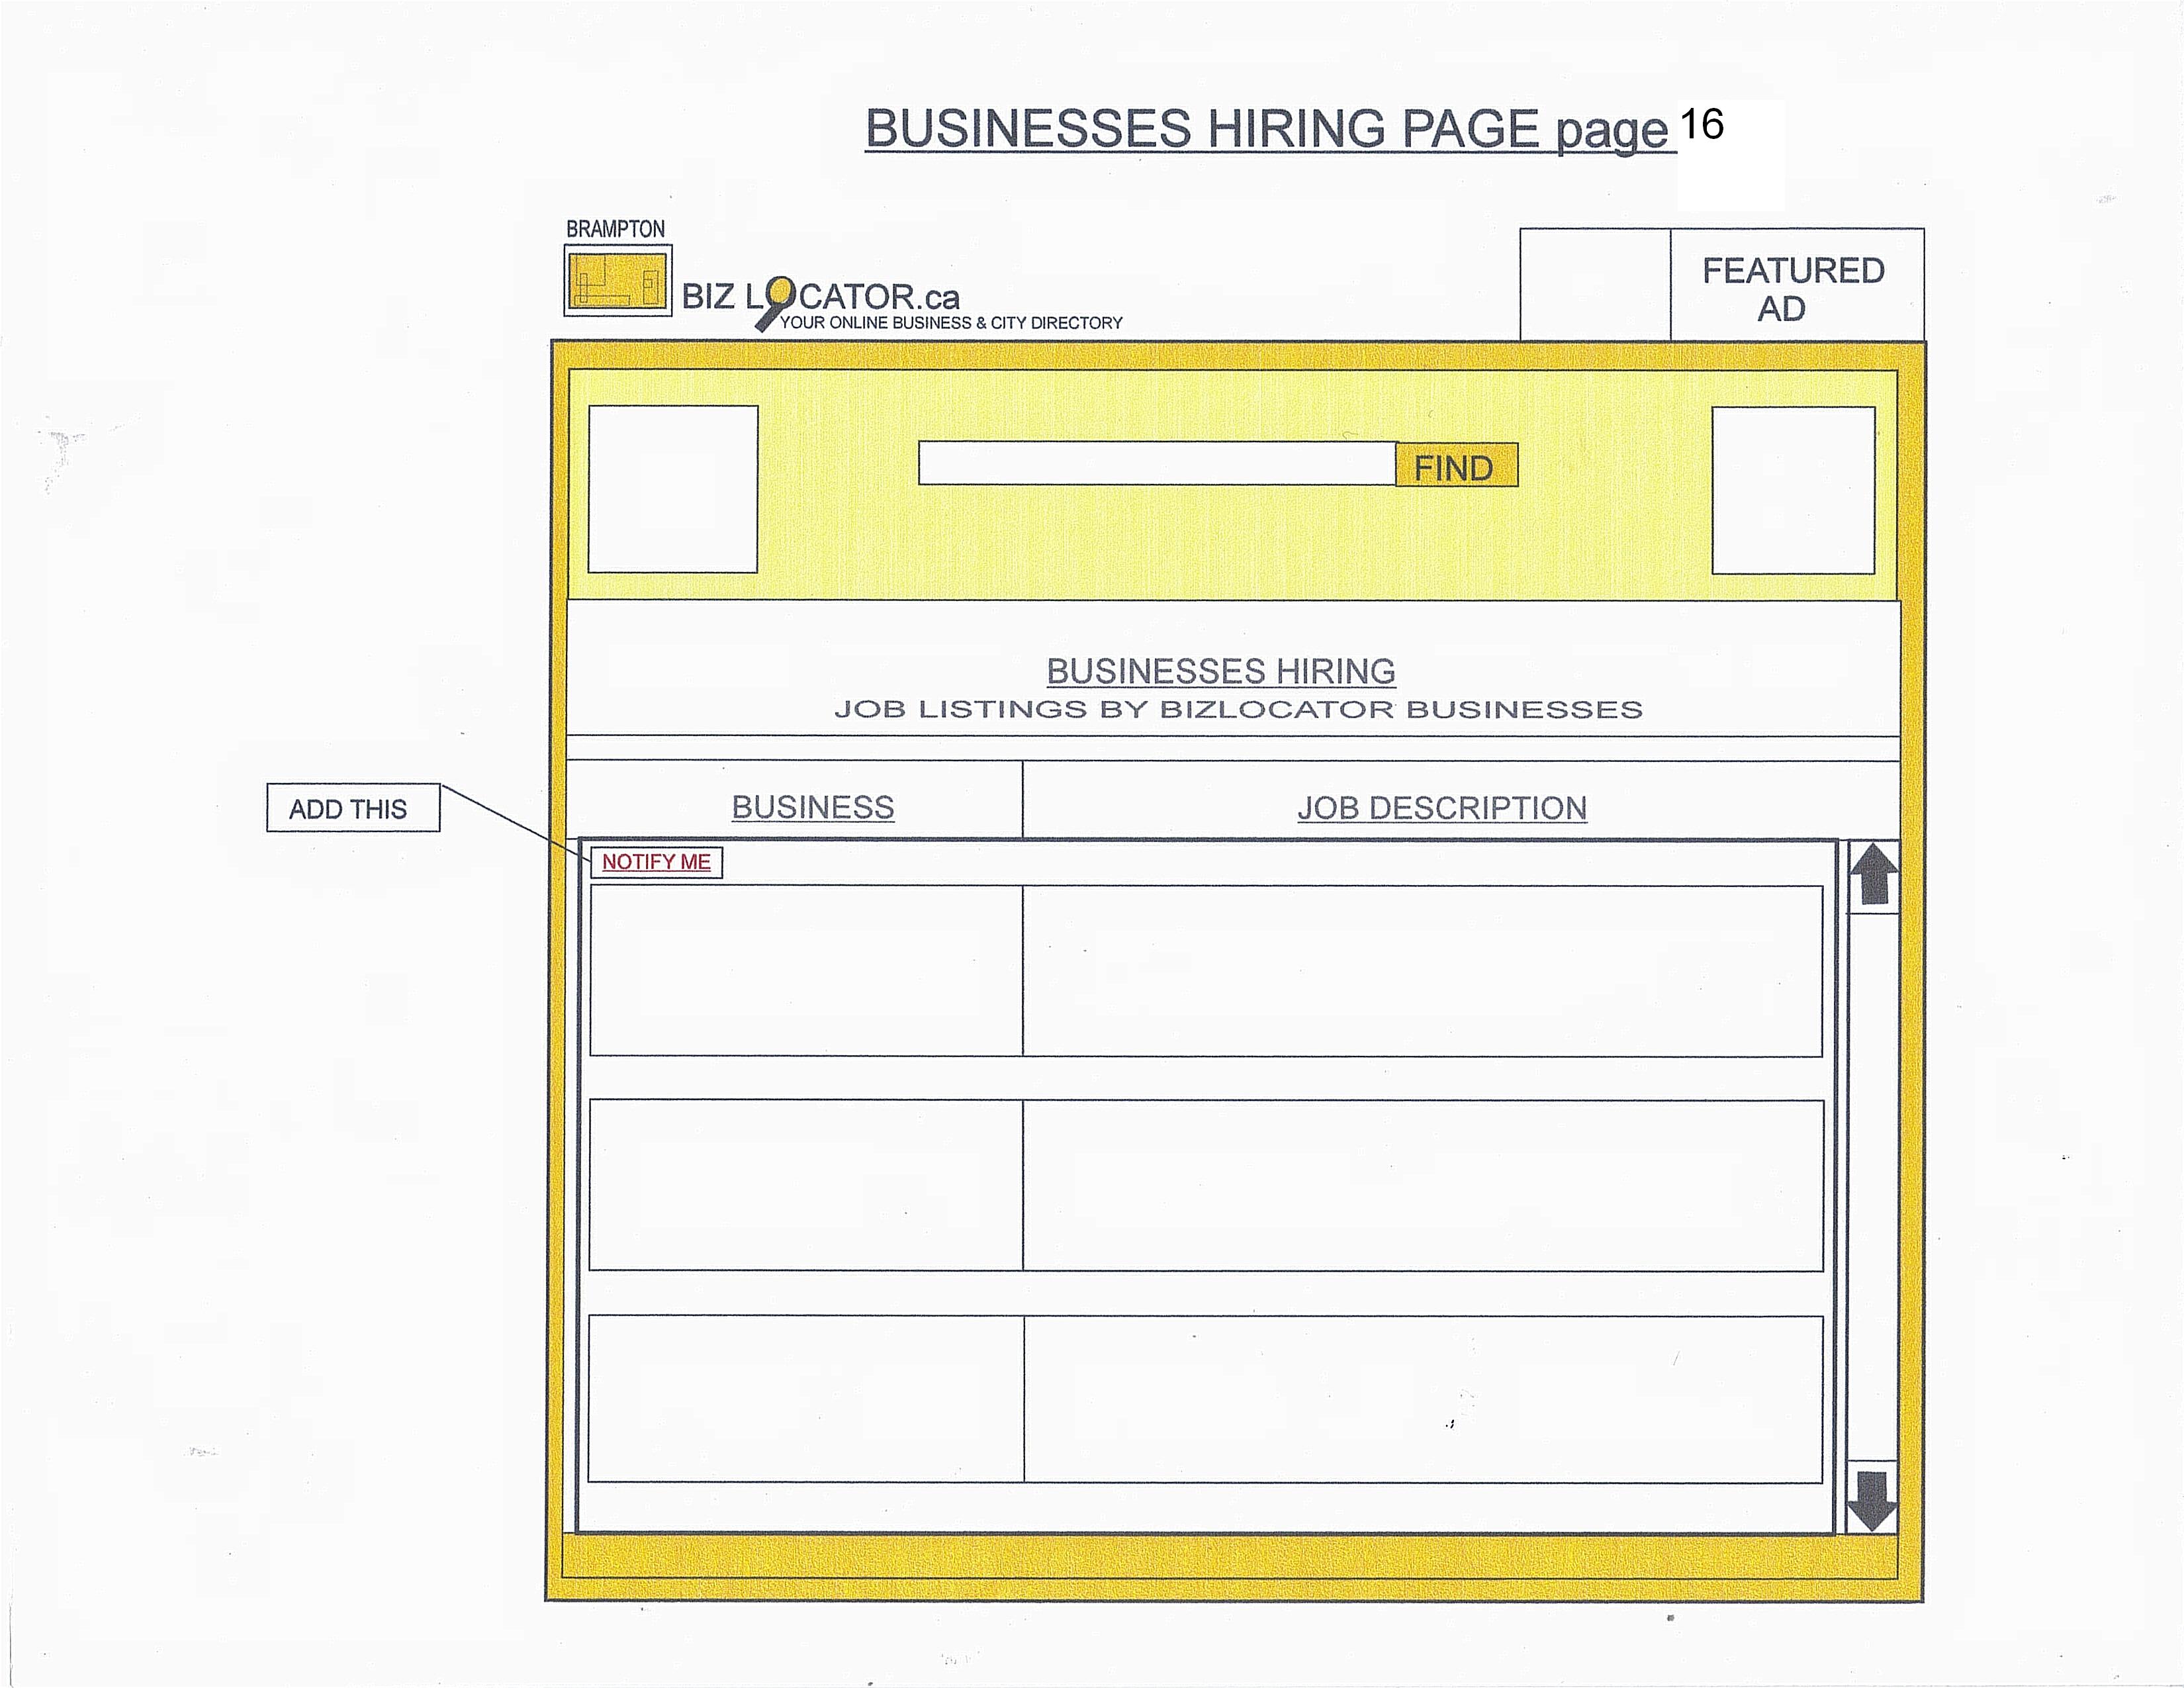 BUSINESSES HIRING PAGE page 16
BRAMPTON
BIZ LOCATOR.ca
YOUR ONLINE BUSINESS & CITY DIRECTORY
FEATURED
AD
FIND
BUSINESSES HIRING
JOB LISTINGS BY BIZLOCATOR BUSINESSES
ADD THIS
BUSINESS
JOB DESCRIPTION
NOTIFY ME